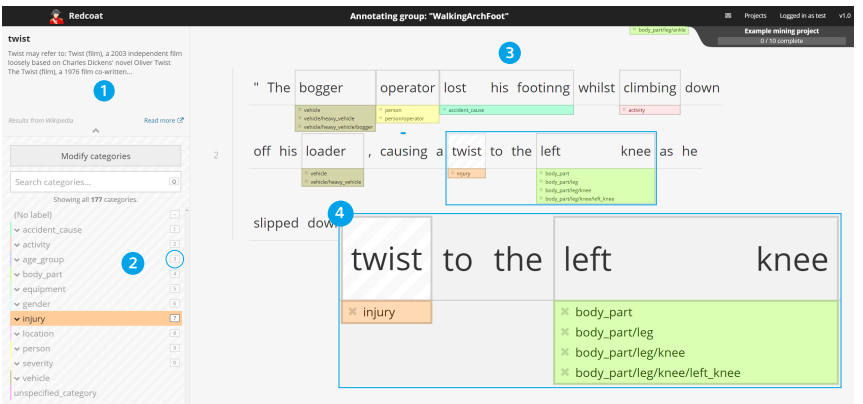 Redcoat
Annotating group: "WalkingArchFoot"
Projects Logged in as test v1.0
Example mining project
0 / 10 complete
twist
Twist may refer to: Twist (film), a 2003 independent film
loosely based on Charles Dickens' novel Oliver Twist
The Twist (film), a 1976 film co-written...
1
Results from Wikipedia Read more
Modify categories
Search categories... Q
Showing all 177 categories.
(No label) -
accident_cause 1
activity 2
age_group 3
body_part 4
equipment 5
gender 6
injury 7
location 8
person 9
severity 0
vehicle
unspecified_category
2
body_part/leg/ankle
3
" The bogger operator lost his footinng whilst climbing down
vehicle
vehicle/heavy_vehicle
vehicle/heavy_vehicle/bogger
person
person/operator
accident_cause
activity
2
off his loader , causing a twist to the left knee as he
vehicle
vehicle/heavy_vehicle
injury
body_part
body_part/leg
body_part/leg/knee
body_part/leg/knee/left_knee
slipped
4
twist to the left knee
injury
body_part
body_part/leg
body_part/leg/knee
body_part/leg/knee/left_knee